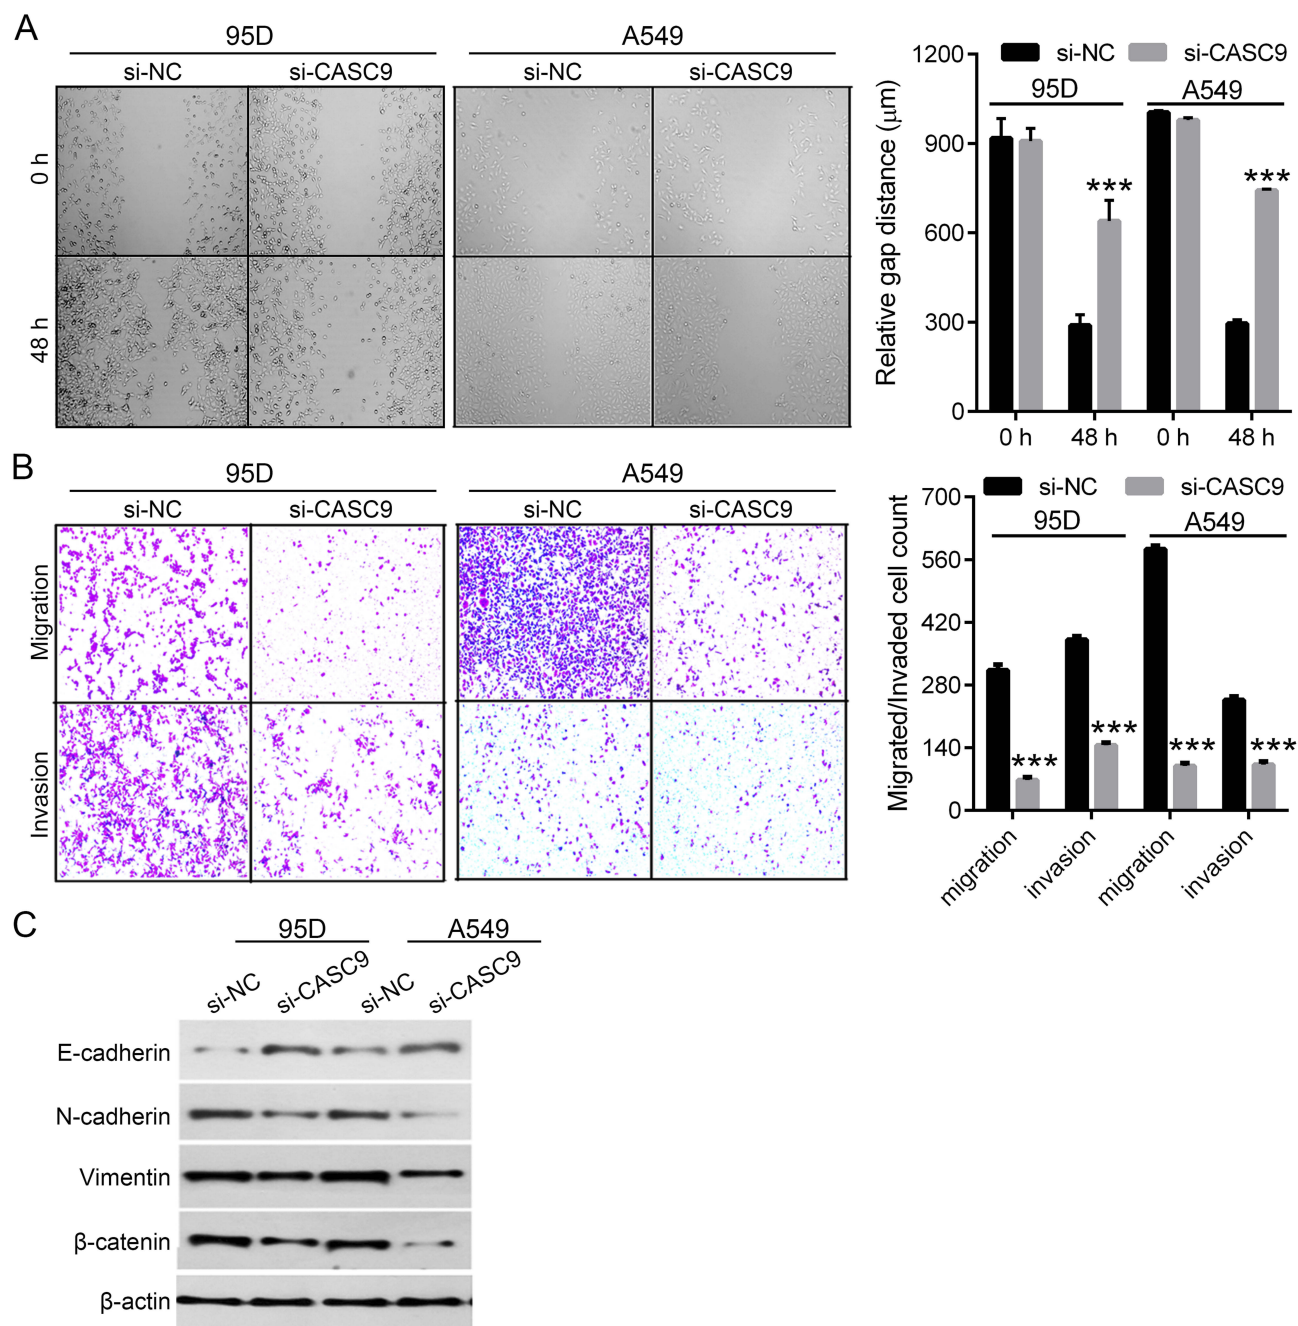 A
95D
A549
si-NC
si-CASC9
si-NC
si-CASC9
0 h
48 h
si-NC
si-CASC9
95D
A549
Relative gap distance (μm)
1200
900
600
300
0
***
***
0 h
48 h
0 h
48 h
B
95D
A549
si-NC
si-CASC9
si-NC
si-CASC9
Migration
Invasion
si-NC
si-CASC9
95D
A549
Migrated/Invaded cell count
700
560
420
280
140
0
***
***
***
***
migration
invasion
migration
invasion
C
95D
A549
si-NC
si-CASC9
si-NC
si-CASC9
E-cadherin
N-cadherin
Vimentin
β-catenin
β-actin